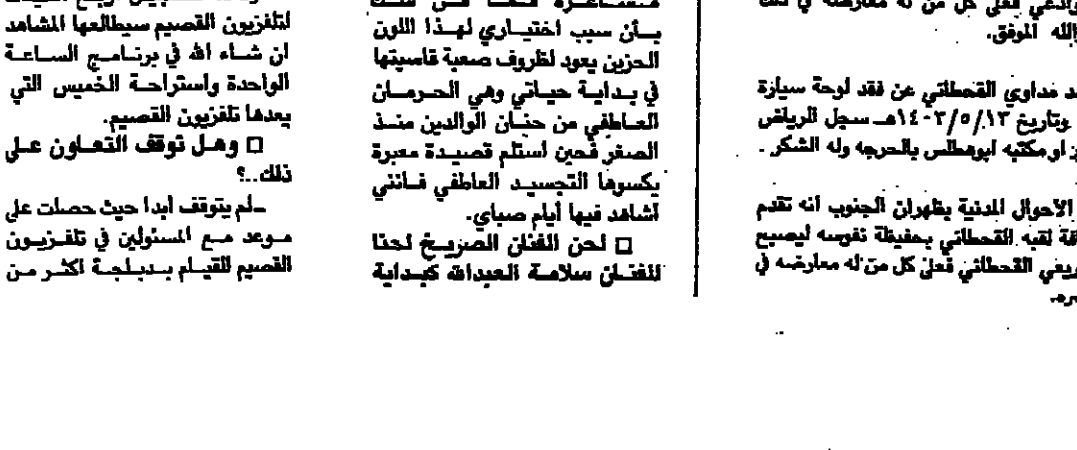 الله الموفق.
د مداوي القحطاني عن فقد لوحة سيارة
وتاريخ ١٤٠٢/٥/١٣هـ سجل الرياض
او مكتبه ابوهطلس بالحرجه وله الشكر .
الأحوال المدنية بظهران الجنوب انه تقدم
لقبه القحطاني بحفيظة نفوسه ليصبح
القحطاني فعلى كل من له معارضه في
بأن سبب اختياري لهذا اللون
الحزين يعود لظروف صعبة قاسيتها
في بداية حياتي وهي الحرمان
العاطفي من حنان الوالدين منذ
الصغر فحين استلم قصيدة معبرة
يكسوها التجسيد العاطفي فانني
أشاهد فيها أيام صباي.
□ لحن الفنان الصريخ لحنا
للفنان سلامة العبدالله كبداية
لتلفزيون القصيم سيطالعها المشاهد
ان شاء الله في برنامج الساعة
الواحدة واستراحة الخميس التي
يعدها تلفزيون القصيم.
□ وهل توقف التعاون على
ذلك..؟
ـ لم يتوقف أبدا حيث حصلت على
موعد مع المسئولين في تلفزيون
القصيم للقيام بدبلجة اكثر من